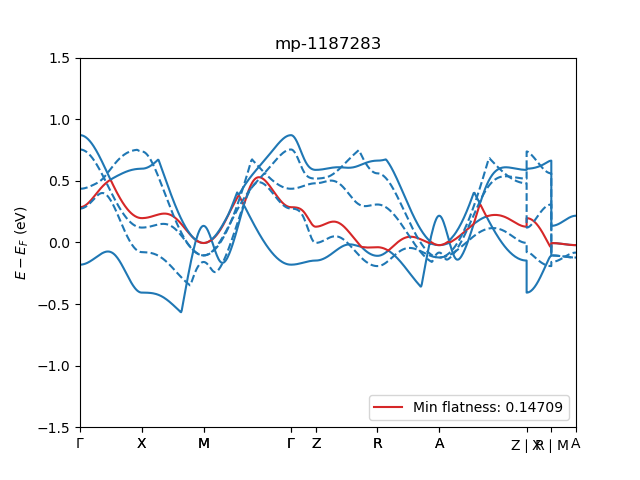 mp-1187283
E − E_F (eV)
1.5
1.0
0.5
0.0
−0.5
−1.0
−1.5
Min flatness: 0.14709
Γ X M Γ Z R A Z | X R | M A